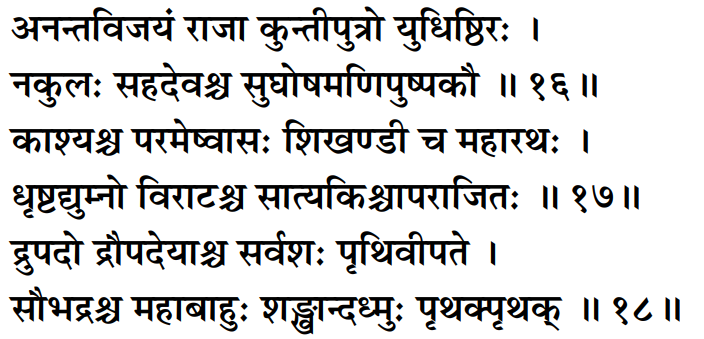 अनन्तविजयं राजा कुन्तीपुत्रो युधिष्ठिरः ।
नकुलः सहदेवश्च सुघोषमणिपुष्पकौ ॥ १६॥
काश्यश्च परमेष्वासः शिखण्डी च महारथः ।
धृष्टद्युम्नो विराटश्च सात्यकिश्चापराजितः ॥ १७॥
द्रुपदो द्रौपदेयाश्च सर्वशः पृथिवीपते ।
सौभद्रश्च महाबाहुः शङ्खान्दध्मुः पृथक्पृथक् ॥ १८॥